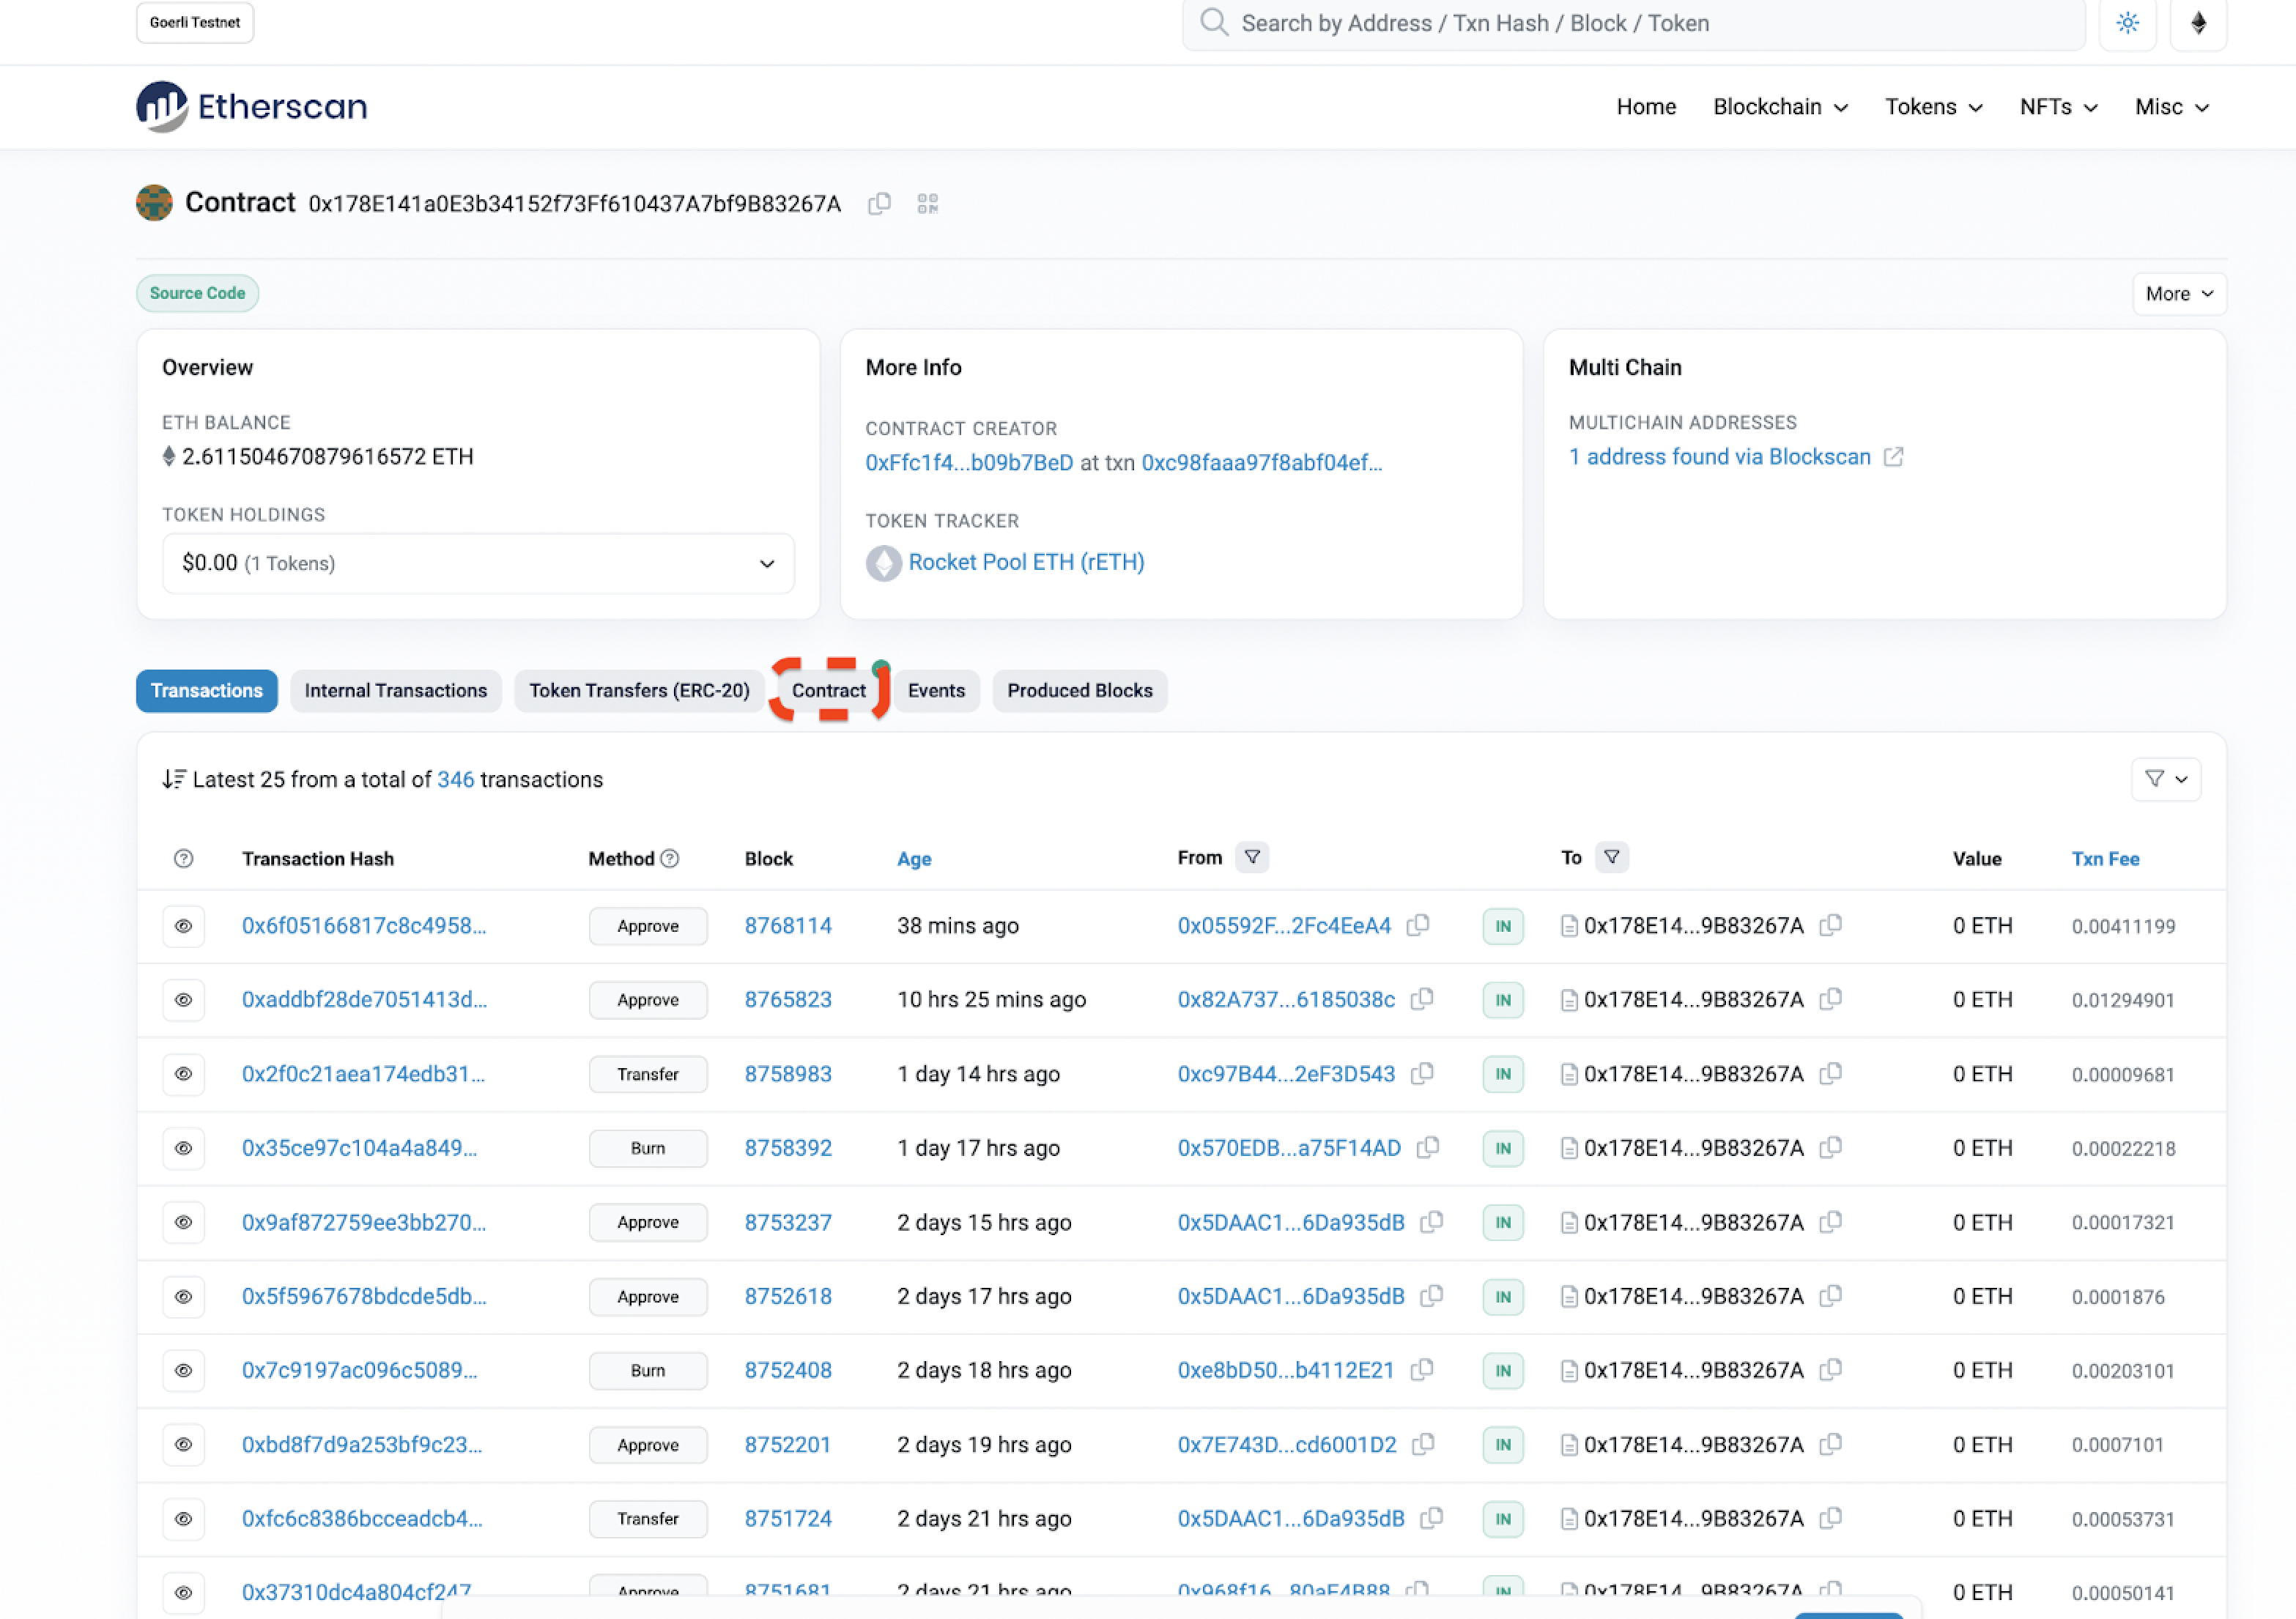 Goerli Testnet
Search by Address / Txn Hash / Block / Token
Etherscan
Home Blockchain Tokens NFTs Misc
Contract 0x178E141a0E3b34152f73Ff610437A7bf9B83267A
Source Code
More
Overview
ETH BALANCE
2.611504670879616572 ETH
TOKEN HOLDINGS
$0.00 (1 Tokens)
More Info
CONTRACT CREATOR
0xFfc1f4...b09b7BeD at txn 0xc98faaa97f8abf04ef...
TOKEN TRACKER
Rocket Pool ETH (rETH)
Multi Chain
MULTICHAIN ADDRESSES
1 address found via Blockscan
Transactions Internal Transactions Token Transfers (ERC-20) Contract Events Produced Blocks
Latest 25 from a total of 346 transactions
Transaction Hash Method Block Age From To Value Txn Fee
0x6f05166817c8c4958... Approve 8768114 38 mins ago 0x05592F...2Fc4EeA4 IN 0x178E14...9B83267A 0 ETH 0.00411199
0xaddbf28de7051413d... Approve 8765823 10 hrs 25 mins ago 0x82A737...6185038c IN 0x178E14...9B83267A 0 ETH 0.01294901
0x2f0c21aea174edb31... Transfer 8758983 1 day 14 hrs ago 0xc97B44...2eF3D543 IN 0x178E14...9B83267A 0 ETH 0.00009681
0x35ce97c104a4a849... Burn 8758392 1 day 17 hrs ago 0x570EDB...a75F14AD IN 0x178E14...9B83267A 0 ETH 0.00022218
0x9af872759ee3bb270... Approve 8753237 2 days 15 hrs ago 0x5DAAC1...6Da935dB IN 0x178E14...9B83267A 0 ETH 0.00017321
0x5f5967678bdcde5db... Approve 8752618 2 days 17 hrs ago 0x5DAAC1...6Da935dB IN 0x178E14...9B83267A 0 ETH 0.0001876
0x7c9197ac096c5089... Burn 8752408 2 days 18 hrs ago 0xe8bD50...b4112E21 IN 0x178E14...9B83267A 0 ETH 0.00203101
0xbd8f7d9a253bf9c23... Approve 8752201 2 days 19 hrs ago 0x7E743D...cd6001D2 IN 0x178E14...9B83267A 0 ETH 0.0007101
0xfc6c8386bcceadcb4... Transfer 8751724 2 days 21 hrs ago 0x5DAAC1...6Da935dB IN 0x178E14...9B83267A 0 ETH 0.00053731
0x37310dc4a804cf247 Approve 8751681 2 days 21 hrs ago 0x968f16...80aE4B88 IN 0x178E14...9B83267A 0 ETH 0.00050141